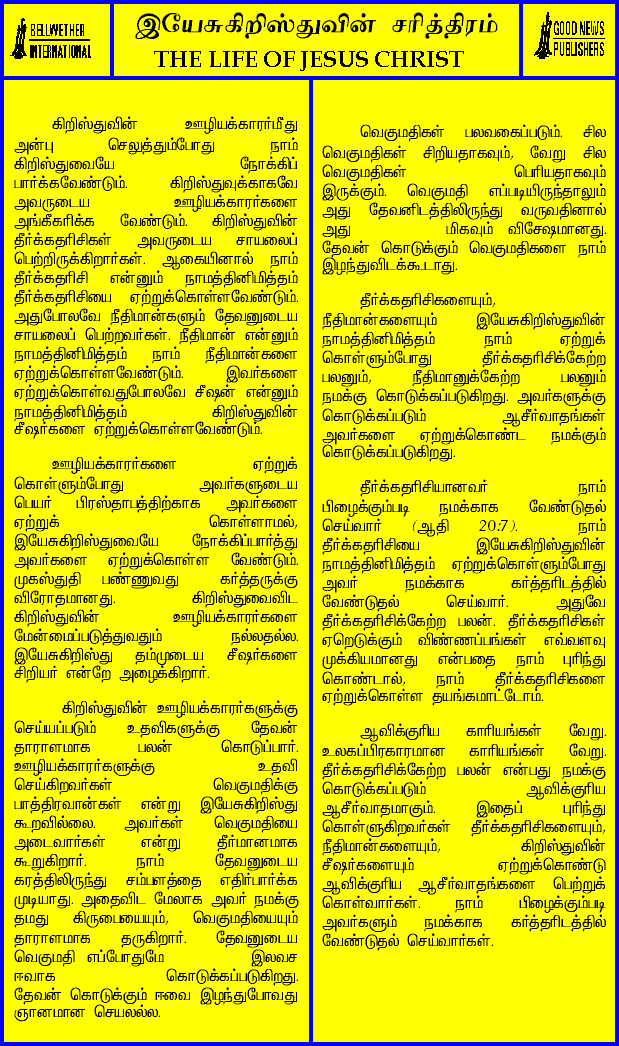 BELLWETHER
INTERNATIONAL
இயேசுகிறிஸ்துவின் சரித்திரம்
THE LIFE OF JESUS CHRIST
GOOD NEWS
PUBLISHERS
கிறிஸ்துவின் ஊழியக்காரர்மீது
அன்பு செலுத்தும்போது நாம்
கிறிஸ்துவையே நோக்கிப்
பார்க்கவேண்டும். கிறிஸ்துவுக்காகவே
அவருடைய ஊழியக்காரர்களை
அங்கீகரிக்க வேண்டும். கிறிஸ்துவின்
தீர்க்கதரிசிகள் அவருடைய சாயலைப்
பெற்றிருக்கிறார்கள். ஆகையினால் நாம்
தீர்க்கதரிசி என்னும் நாமத்தினிமித்தம்
தீர்க்கதரிசியை ஏற்றுக்கொள்ளவேண்டும்.
அதுபோலவே நீதிமான்களும் தேவனுடைய
சாயலைப் பெற்றவர்கள். நீதிமான் என்னும்
நாமத்தினிமித்தம் நாம் நீதிமான்களை
ஏற்றுக்கொள்ளவேண்டும். இவர்களை
ஏற்றுக்கொள்வதுபோலவே சீஷன் என்னும்
நாமத்தினிமித்தம் கிறிஸ்துவின்
சீஷர்களை ஏற்றுக்கொள்ளவேண்டும்.
ஊழியக்காரர்களை ஏற்றுக்
கொள்ளும்போது அவர்களுடைய
பெயர் பிரஸ்தாபத்திற்காக அவர்களை
ஏற்றுக் கொள்ளாமல்,
இயேசுகிறிஸ்துவையே நோக்கிப்பார்த்து
அவர்களை ஏற்றுக்கொள்ள வேண்டும்.
முகஸ்துதி பண்ணுவது கர்த்தருக்கு
விரோதமானது. கிறிஸ்துவைவிட
கிறிஸ்துவின் ஊழியக்காரர்களை
மேன்மைப்படுத்துவதும் நல்லதல்ல.
இயேசுகிறிஸ்து தம்முடைய சீஷர்களை
சிறியர் என்றே அழைக்கிறார்.
கிறிஸ்துவின் ஊழியக்காரர்களுக்கு
செய்யப்படும் உதவிகளுக்கு தேவன்
தாராளமாக பலன் கொடுப்பார்.
ஊழியக்காரர்களுக்கு உதவி
செய்கிறவர்கள் வெகுமதிக்கு
பாத்திரவான்கள் என்று இயேசுகிறிஸ்து
கூறவில்லை. அவர்கள் வெகுமதியை
அடைவார்கள் என்று தீர்மானமாக
கூறுகிறார். நாம் தேவனுடைய
கரத்திலிருந்து சம்பளத்தை எதிர்பார்க்க
முடியாது. அதைவிட மேலாக அவர் நமக்கு
தமது கிருபையையும், வெகுமதியையும்
தாராளமாக தருகிறார். தேவனுடைய
வெகுமதி எப்போதுமே இலவச
ஈவாக கொடுக்கப்படுகிறது.
தேவன் கொடுக்கும் ஈவை இழந்துபோவது
ஞானமான செயலல்ல.
வெகுமதிகள் பலவகைப்படும். சில
வெகுமதிகள் சிறியதாகவும், வேறு சில
வெகுமதிகள் பெரியதாகவும்
இருக்கும். வெகுமதி எப்படியிருந்தாலும்
அது தேவனிடத்திலிருந்து வருவதினால்
அது மிகவும் விசேஷமானது.
தேவன் கொடுக்கும் வெகுமதிகளை நாம்
இழந்துவிடக்கூடாது.
தீர்க்கதரிசிகளையும்,
நீதிமான்களையும் இயேசுகிறிஸ்துவின்
நாமத்தினிமித்தம் நாம் ஏற்றுக்
கொள்ளும்போது தீர்க்கதரிசிக்கேற்ற
பலனும், நீதிமானுக்கேற்ற பலனும்
நமக்கு கொடுக்கப்படுகிறது. அவர்களுக்கு
கொடுக்கப்படும் ஆசீர்வாதங்கள்
அவர்களை ஏற்றுக்கொண்ட நமக்கும்
கொடுக்கப்படுகிறது.
தீர்க்கதரிசியானவர் நாம்
பிழைக்கும்படி நமக்காக வேண்டுதல்
செய்வார் (ஆதி 20:7). நாம்
தீர்க்கதரிசியை இயேசுகிறிஸ்துவின்
நாமத்தினிமித்தம் ஏற்றுக்கொள்ளும்போது
அவர் நமக்காக கர்த்தரிடத்தில்
வேண்டுதல் செய்வார். அதுவே
தீர்க்கதரிசிக்கேற்ற பலன். தீர்க்கதரிசிகள்
ஏறெடுக்கும் விண்ணப்பங்கள் எவ்வளவு
முக்கியமானது என்பதை நாம் புரிந்து
கொண்டால், நாம் தீர்க்கதரிசிகளை
ஏற்றுக்கொள்ள தயங்கமாட்டோம்.
ஆவிக்குரிய காரியங்கள் வேறு.
உலகப்பிரகாரமான காரியங்கள் வேறு.
தீர்க்கதரிசிக்கேற்ற பலன் என்பது நமக்கு
கொடுக்கப்படும் ஆவிக்குரிய
ஆசீர்வாதமாகும். இதைப் புரிந்து
கொள்ளுகிறவர்கள் தீர்க்கதரிசிகளையும்,
நீதிமான்களையும், கிறிஸ்துவின்
சீஷர்களையும் ஏற்றுக்கொண்டு
ஆவிக்குரிய ஆசீர்வாதங்களை பெற்றுக்
கொள்வார்கள். நாம் பிழைக்கும்படி
அவர்களும் நமக்காக கர்த்தரிடத்தில்
வேண்டுதல் செய்வார்கள்.